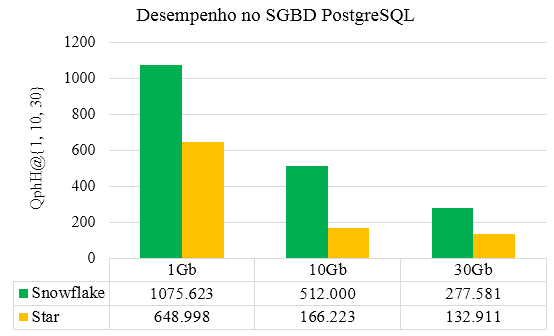 Desempenho no SGBD PostgreSQL
QphH@{1, 10, 30}
1200
1000
800
600
400
200
0
1Gb 10Gb 30Gb
Snowflake 1075.623 512.000 277.581
Star 648.998 166.223 132.911